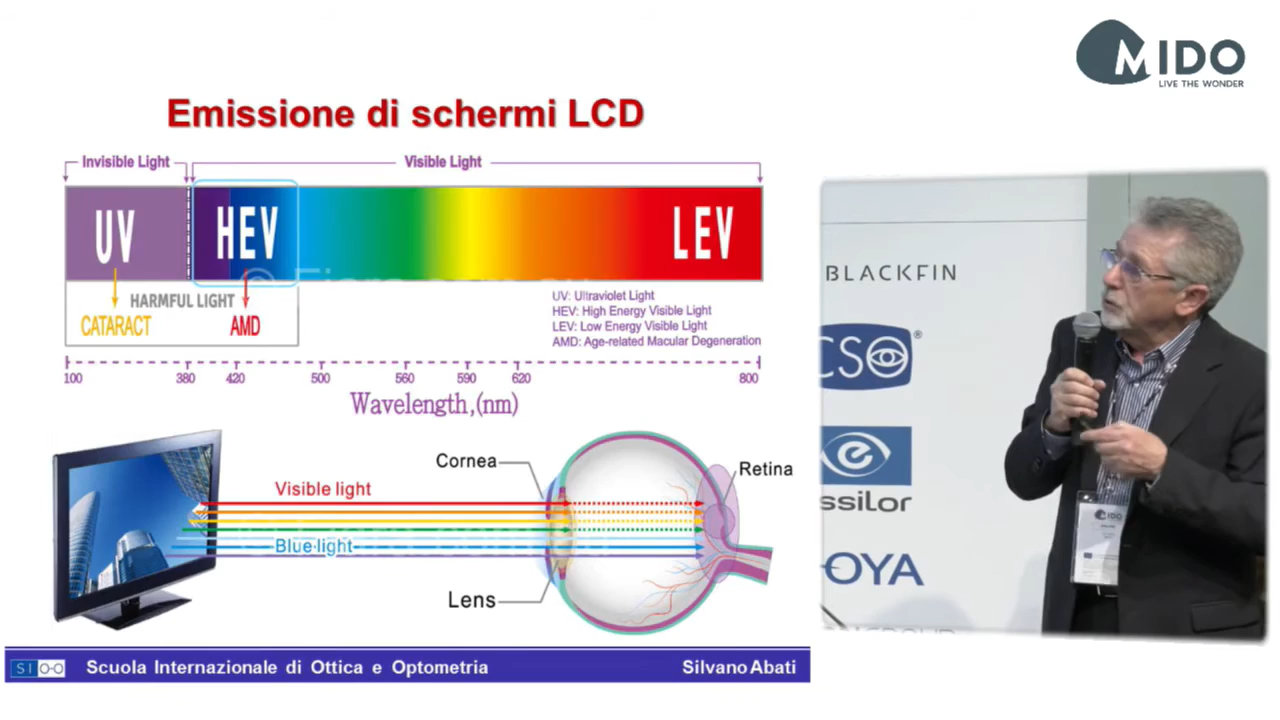 MIDO
LIVE THE WONDER
Emissione di schermi LCD
Invisible Light
Visible Light
UV
HEV
LEV
HARMFUL LIGHT
CATARACT
AMD
UV: Ultraviolet Light
HEV: High Energy Visible Light
LEV: Low Energy Visible Light
AMD: Age-related Macular Degeneration
100 380 420 500 560 590 620 800
Wavelength,(nm)
Cornea
Retina
Visible light
Blue light
Lens
SIOO
Scuola Internazionale di Ottica e Optometria
Silvano Abati
BLACKFIN
CSO®
ssilor
OYA
MIDO